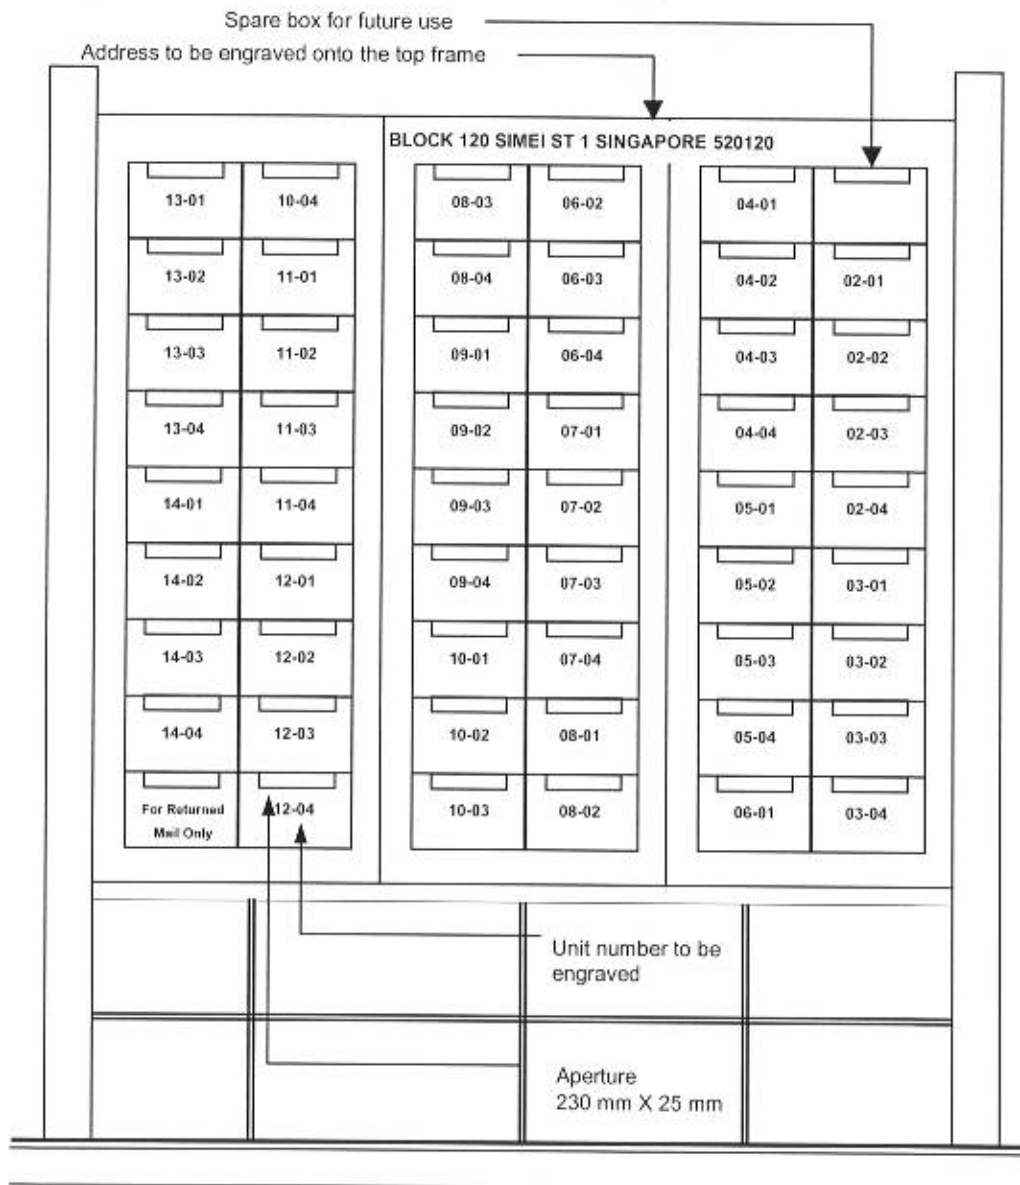 Spare box for future use
Address to be engraved onto the top frame
BLOCK 120 SIMEI ST 1 SINGAPORE 520120
13-01 10-04 08-03 06-02 04-01
13-02 11-01 08-04 06-03 04-02 02-01
13-03 11-02 09-01 06-04 04-03 02-02
13-04 11-03 09-02 07-01 04-04 02-03
14-01 11-04 09-03 07-02 05-01 02-04
14-02 12-01 09-04 07-03 05-02 03-01
14-03 12-02 10-01 07-04 05-03 03-02
14-04 12-03 10-02 08-01 05-04 03-03
For Returned
Mail Only
12-04 10-03 08-02 06-01 03-04
Unit number to be
engraved
Aperture
230 mm X 25 mm